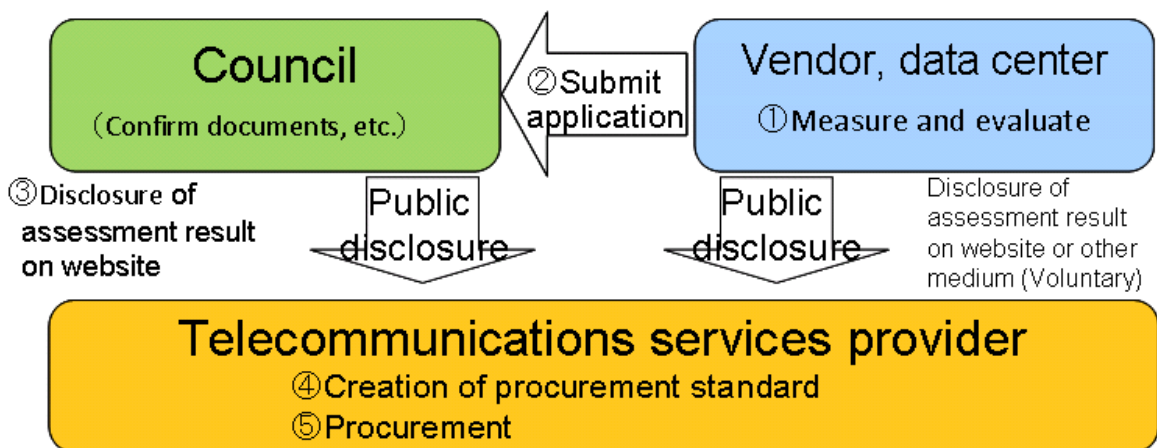 Council
（Confirm documents, etc.）
②Submit
application
Vendor, data center
①Measure and evaluate
③Disclosure of
assessment result
on website
Public
disclosure
Public
disclosure
Disclosure of
assessment result
on website or other
medium (Voluntary)
Telecommunications services provider
④Creation of procurement standard
⑤Procurement